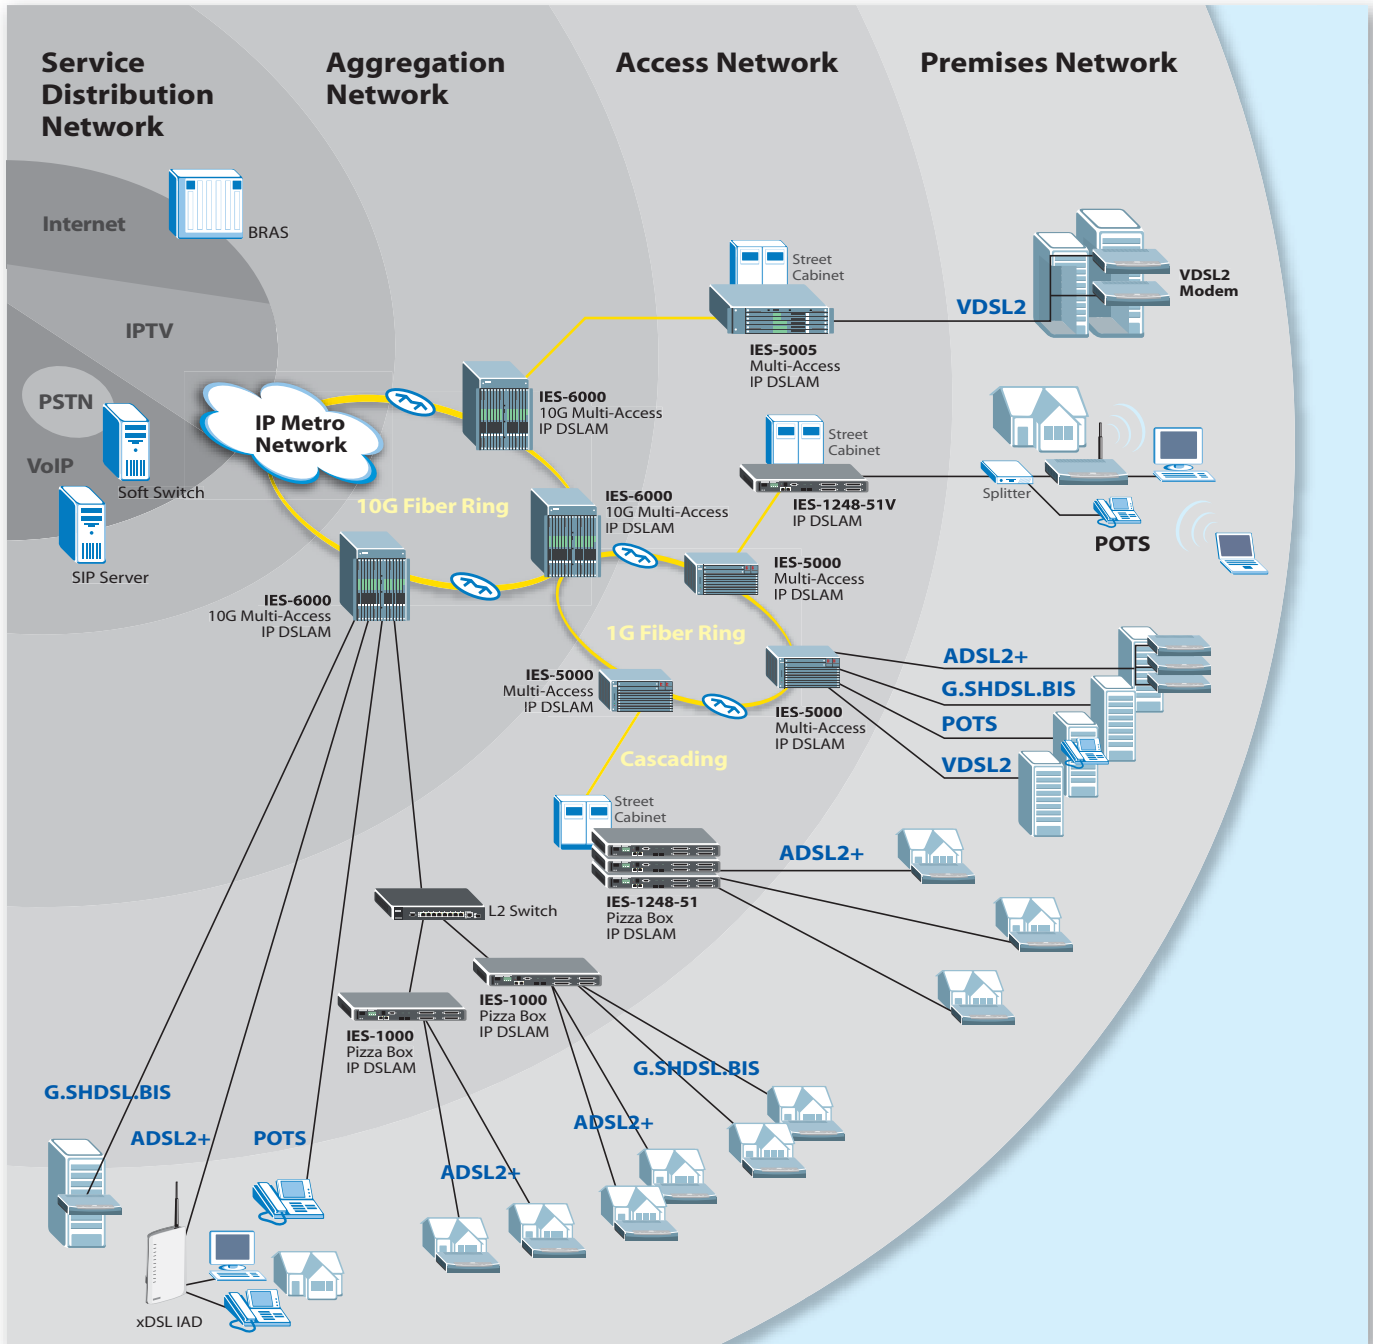 Service
Distribution
Network
Aggregation
Network
Access Network
Premises Network
Internet
BRAS
IPTV
PSTN
VoIP
Soft Switch
SIP Server
IP Metro
Network
10G Fiber Ring
IES-6000
10G Multi-Access
IP DSLAM
IES-6000
10G Multi-Access
IP DSLAM
IES-6000
10G Multi-Access
IP DSLAM
Street
Cabinet
IES-5005
Multi-Access
IP DSLAM
VDSL2
VDSL2
Modem
Street
Cabinet
IES-1248-51V
IP DSLAM
Splitter
POTS
IES-5000
Multi-Access
IP DSLAM
1G Fiber Ring
IES-5000
Multi-Access
IP DSLAM
IES-5000
Multi-Access
IP DSLAM
ADSL2+
G.SHDSL.BIS
POTS
VDSL2
Cascading
Street
Cabinet
IES-1248-51
Pizza Box
IP DSLAM
ADSL2+
L2 Switch
IES-1000
Pizza Box
IP DSLAM
IES-1000
Pizza Box
IP DSLAM
G.SHDSL.BIS
ADSL2+
ADSL2+
G.SHDSL.BIS
ADSL2+
POTS
xDSL IAD